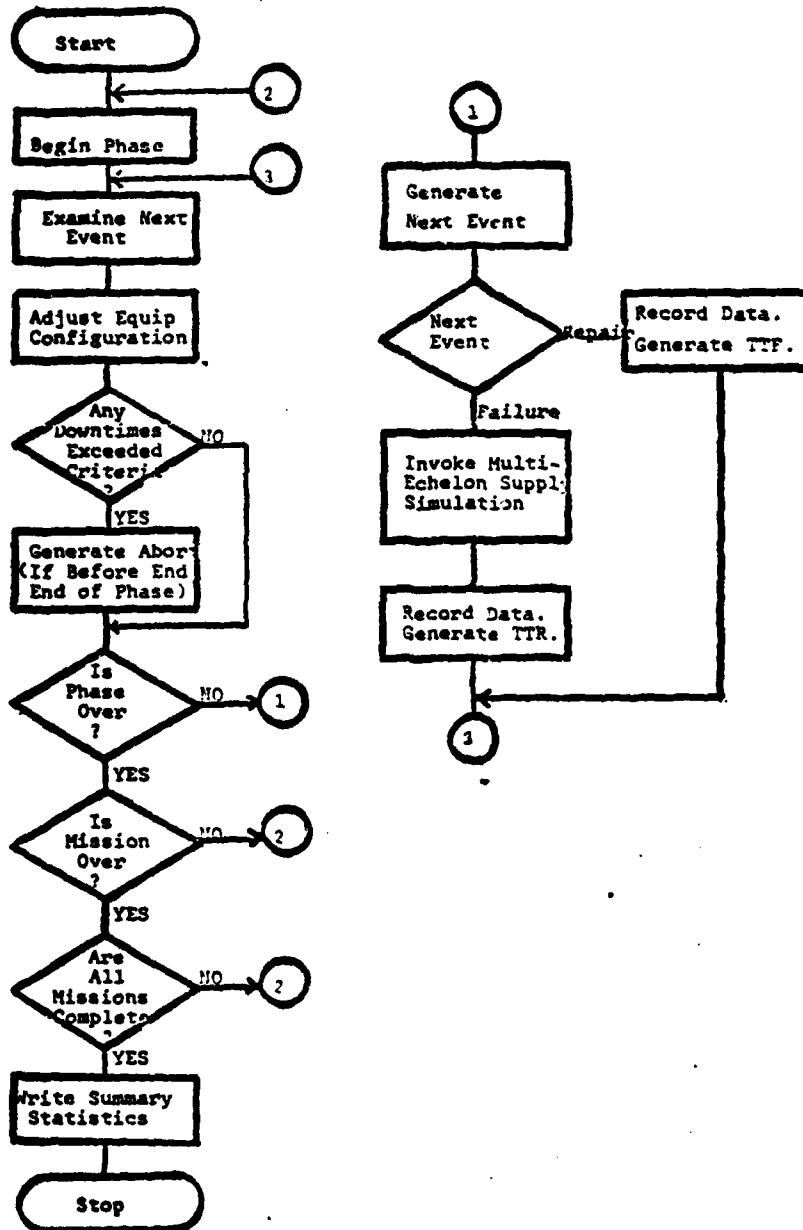 Start
2
Begin Phase
3
Examine Next
Event
Adjust Equip
Configuration
Any
Downtimes
Exceeded
Criteria
?
NO
YES
Generate Abort
(If Before End
End of Phase)
Is
Phase
Over
?
NO
1
YES
Is
Mission
Over
?
NO
2
YES
Are
All
Missions
Complete
?
NO
2
YES
Write Summary
Statistics
Stop
1
Generate
Next Event
Next
Event
Repair
Record Data.
Generate TTF.
Failure
Invoke Multi-
Echelon Supply
Simulation
Record Data.
Generate TTR.
3